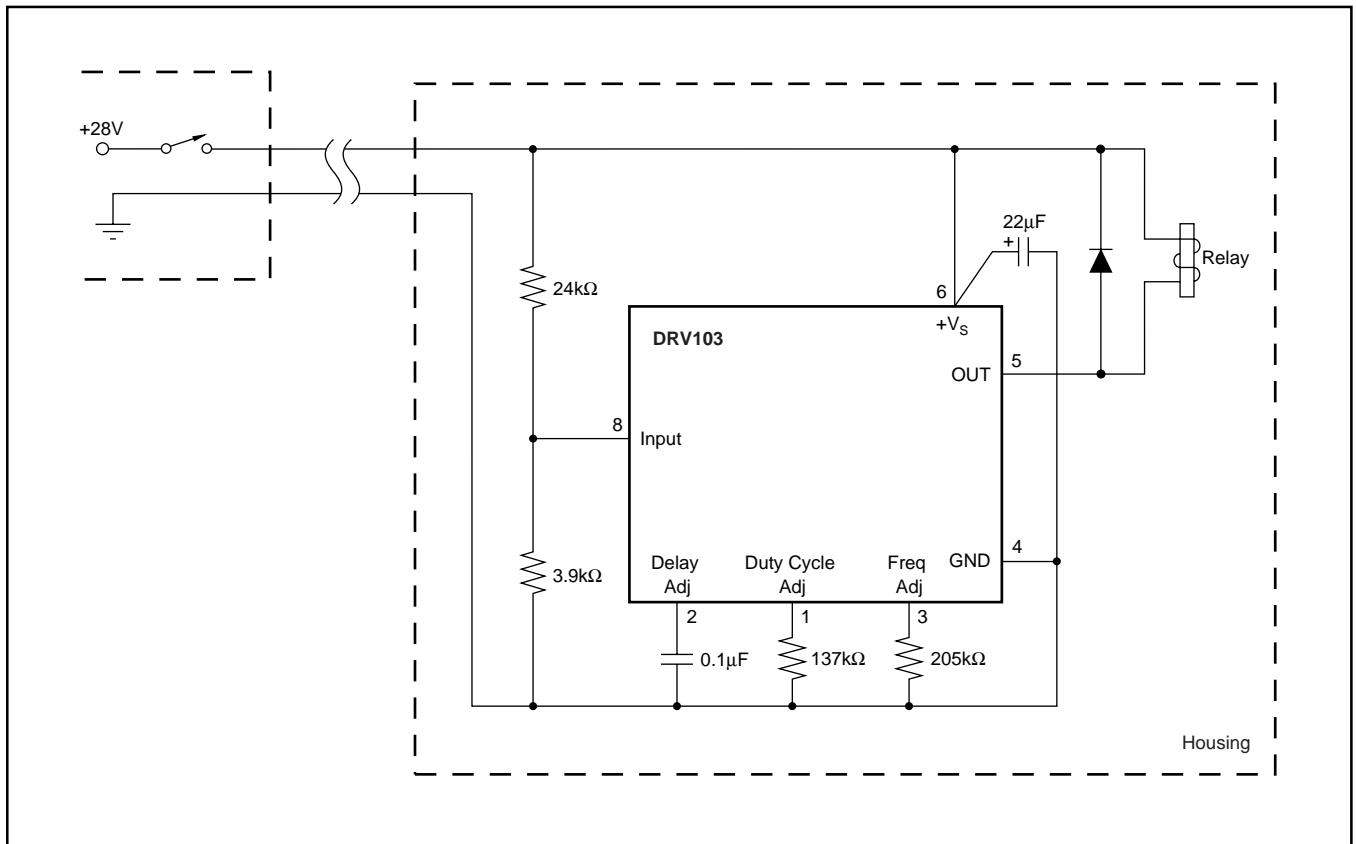 +28V
22µF
+
Relay
24kΩ
6
+VS
DRV103
OUT
5
8
Input
3.9kΩ
Delay
Adj
Duty Cycle
Adj
Freq
Adj
GND
4
2
1
3
0.1µF
137kΩ
205kΩ
Housing